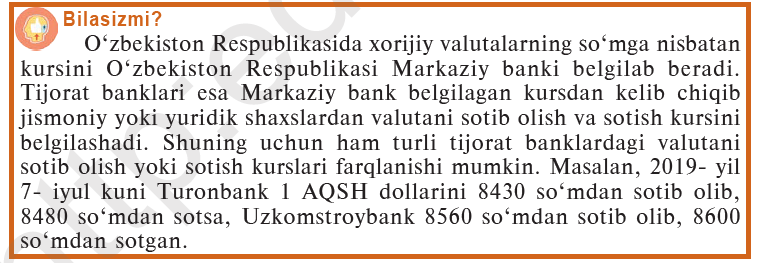 Bilasizmi?
O‘zbekiston Respublikasida xorijiy valutalarning so‘mga nisbatan
kursini O‘zbekiston Respublikasi Markaziy banki belgilab beradi.
Tijorat banklari esa Markaziy bank belgilagan kursdan kelib chiqib
jismoniy yoki yuridik shaxslardan valutani sotib olish va sotish kursini
belgilashadi. Shuning uchun ham turli tijorat banklardagi valutani
sotib olish yoki sotish kurslari farqlanishi mumkin. Masalan, 2019- yil
7- iyul kuni Turonbank 1 AQSH dollarini 8430 so‘mdan sotib olib,
8480 so‘mdan sotsa, Uzkomstroybank 8560 so‘mdan sotib olib, 8600
so‘mdan sotgan.